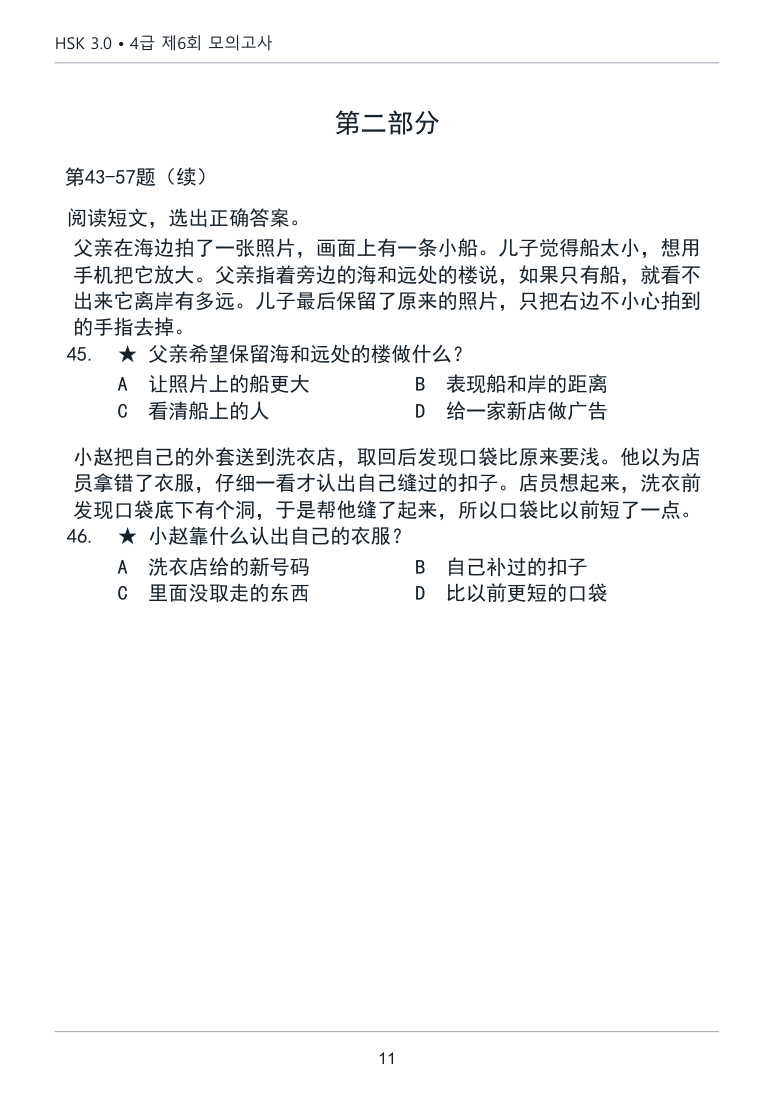 HSK 3.0 • 4급 제6회 모의고사
第二部分
第43-57题（续）
阅读短文，选出正确答案。
父亲在海边拍了一张照片，画面上有一条小船。儿子觉得船太小，想用
手机把它放大。父亲指着旁边的海和远处的楼说，如果只有船，就看不
出来它离岸有多远。儿子最后保留了原来的照片，只把右边不小心拍到
的手指去掉。
45. ★ 父亲希望保留海和远处的楼做什么？
A 让照片上的船更大 B 表现船和岸的距离
C 看清船上的人 D 给一家新店做广告
小赵把自己的外套送到洗衣店，取回后发现口袋比原来要浅。他以为店
员拿错了衣服，仔细一看才认出自己缝过的扣子。店员想起来，洗衣前
发现口袋底下有个洞，于是帮他缝了起来，所以口袋比以前短了一点。
46. ★ 小赵靠什么认出自己的衣服？
A 洗衣店给的新号码 B 自己补过的扣子
C 里面没取走的东西 D 比以前更短的口袋
11